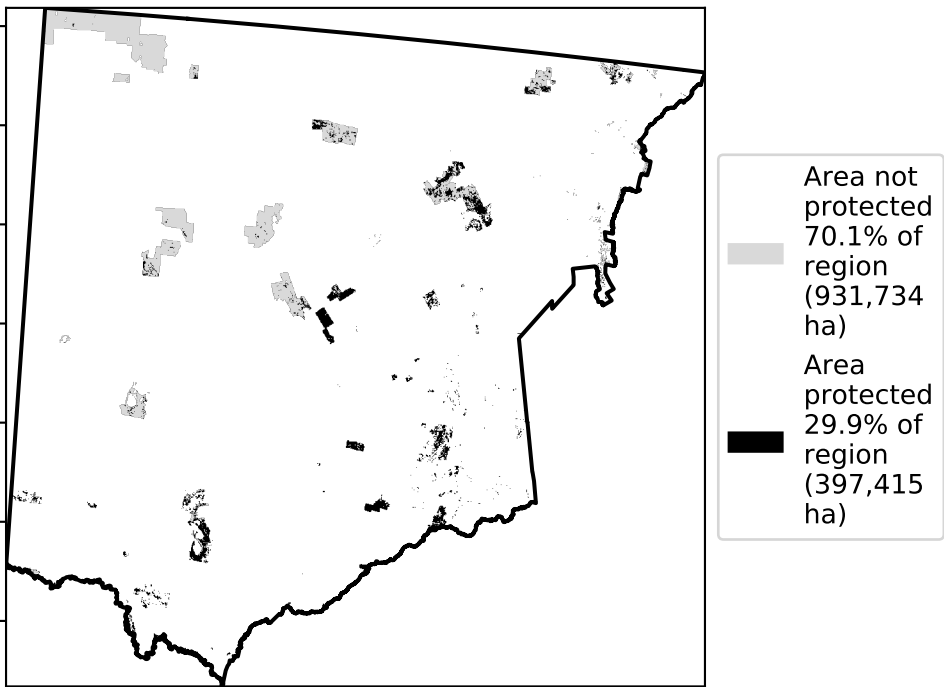 Area not
protected
70.1% of
region
(931,734
ha)
Area
protected
29.9% of
region
(397,415
ha)